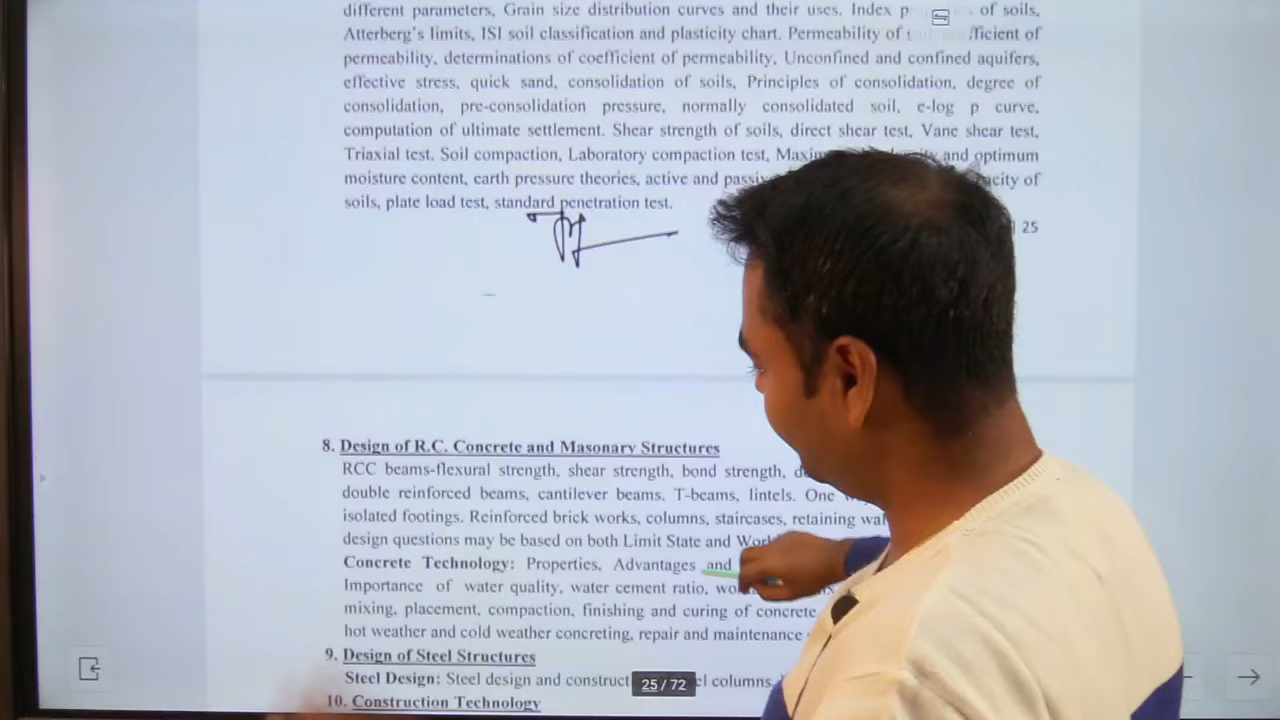 different parameters, Grain size distribution curves and their uses. Index of soils,
Atterberg's limits, ISI soil classification and plasticity chart. Permeability of
permeability, determinations of coefficient of permeability, Unconfined and confined aquifers,
effective stress, quick sand, consolidation of soils, Principles of consolidation, degree of
consolidation, pre-consolidation pressure, normally consolidated soil, e-log p curve,
computation of ultimate settlement. Shear strength of soils, direct shear test, Vane shear test,
Triaxial test. Soil compaction, Laboratory compaction test, and optimum
moisture content, earth pressure theories, active and of
soils, plate load test, standard penetration test.
25
8. Design of R.C. Concrete and Masonary Structures
RCC beams-flexural strength, shear strength, bond strength,
double reinforced beams, cantilever beams. T-beams, lintels. One
isolated footings. Reinforced brick works, columns, staircases, retaining
design questions may be based on both Limit State and
Concrete Technology: Properties, Advantages and
Importance of water quality, water cement ratio,
mixing, placement, compaction, finishing and curing of concrete
hot weather and cold weather concreting, repair and maintenance
9. Design of Steel Structures
Steel Design: Steel design and columns,
25 / 72
10. Construction Technology